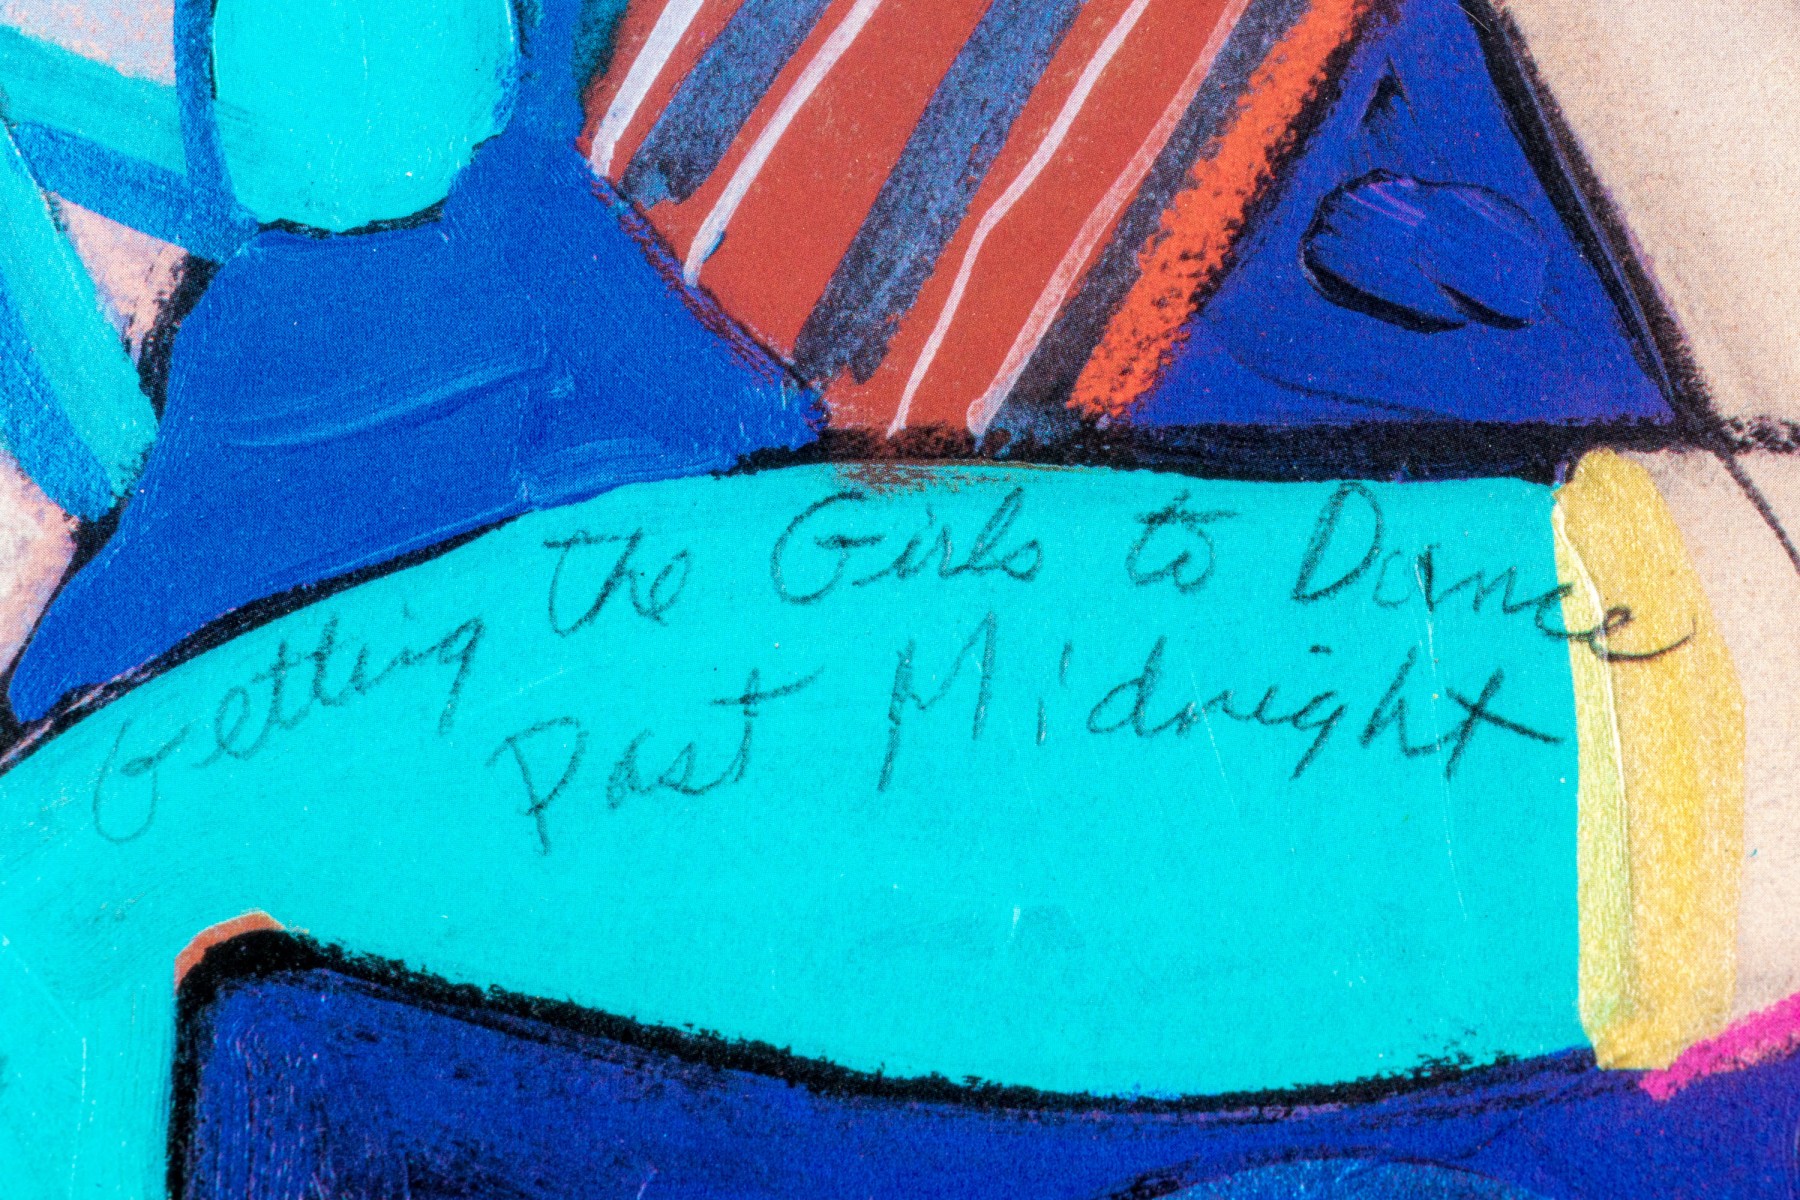 Getting the Girls to Dance
Past Midnight